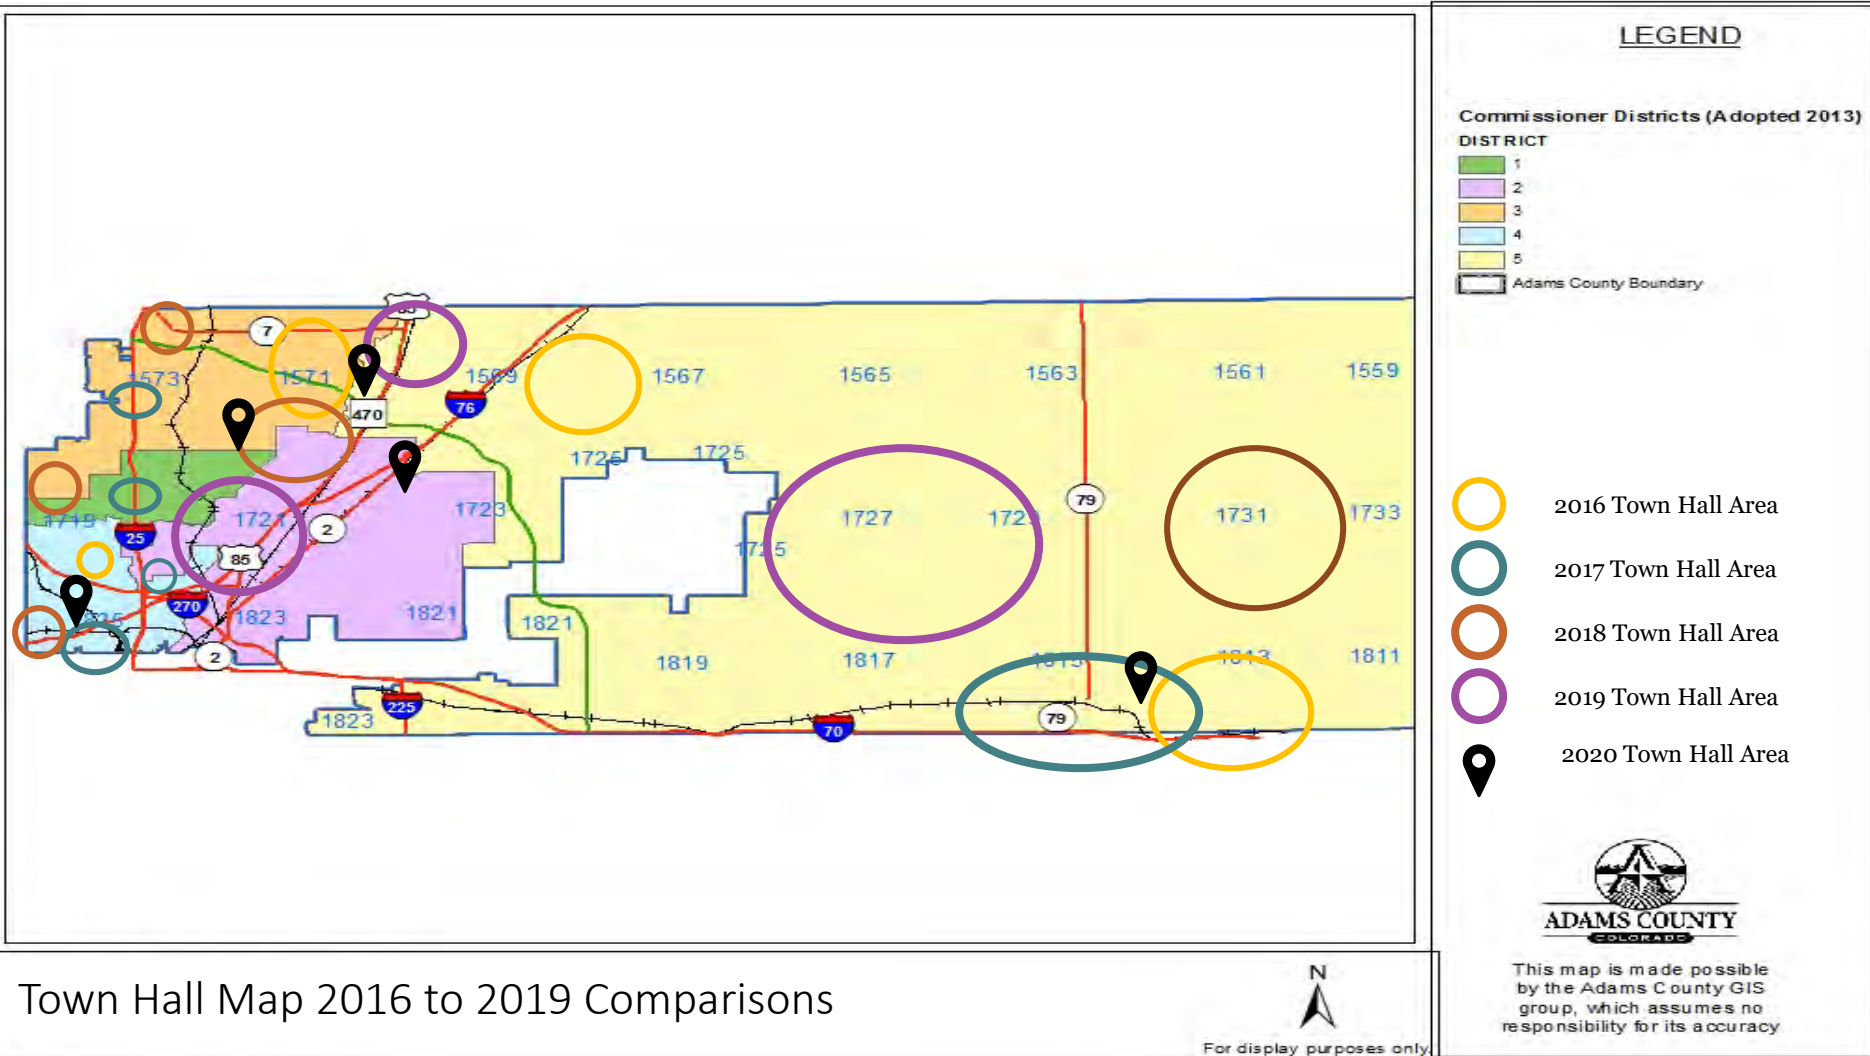 LEGEND
Commissioner Districts (Adopted 2013)
DISTRICT
1
2
3
4
5
Adams County Boundary
7
1573
1571
1569
1567
1565
1563
1561
1559
470
76
1725
1725
1719
1721
1723
1727
1729
79
1731
1733
25
2
85
1725
270
1823
1821
1821
1819
1817
1815
1813
1811
2
225
1823
70
79
2016 Town Hall Area
2017 Town Hall Area
2018 Town Hall Area
2019 Town Hall Area
2020 Town Hall Area
ADAMS COUNTY
COLORADO
This map is made possible
by the Adams County GIS
group, which assumes no
responsibility for its accuracy
Town Hall Map 2016 to 2019 Comparisons
N
For display purposes only.